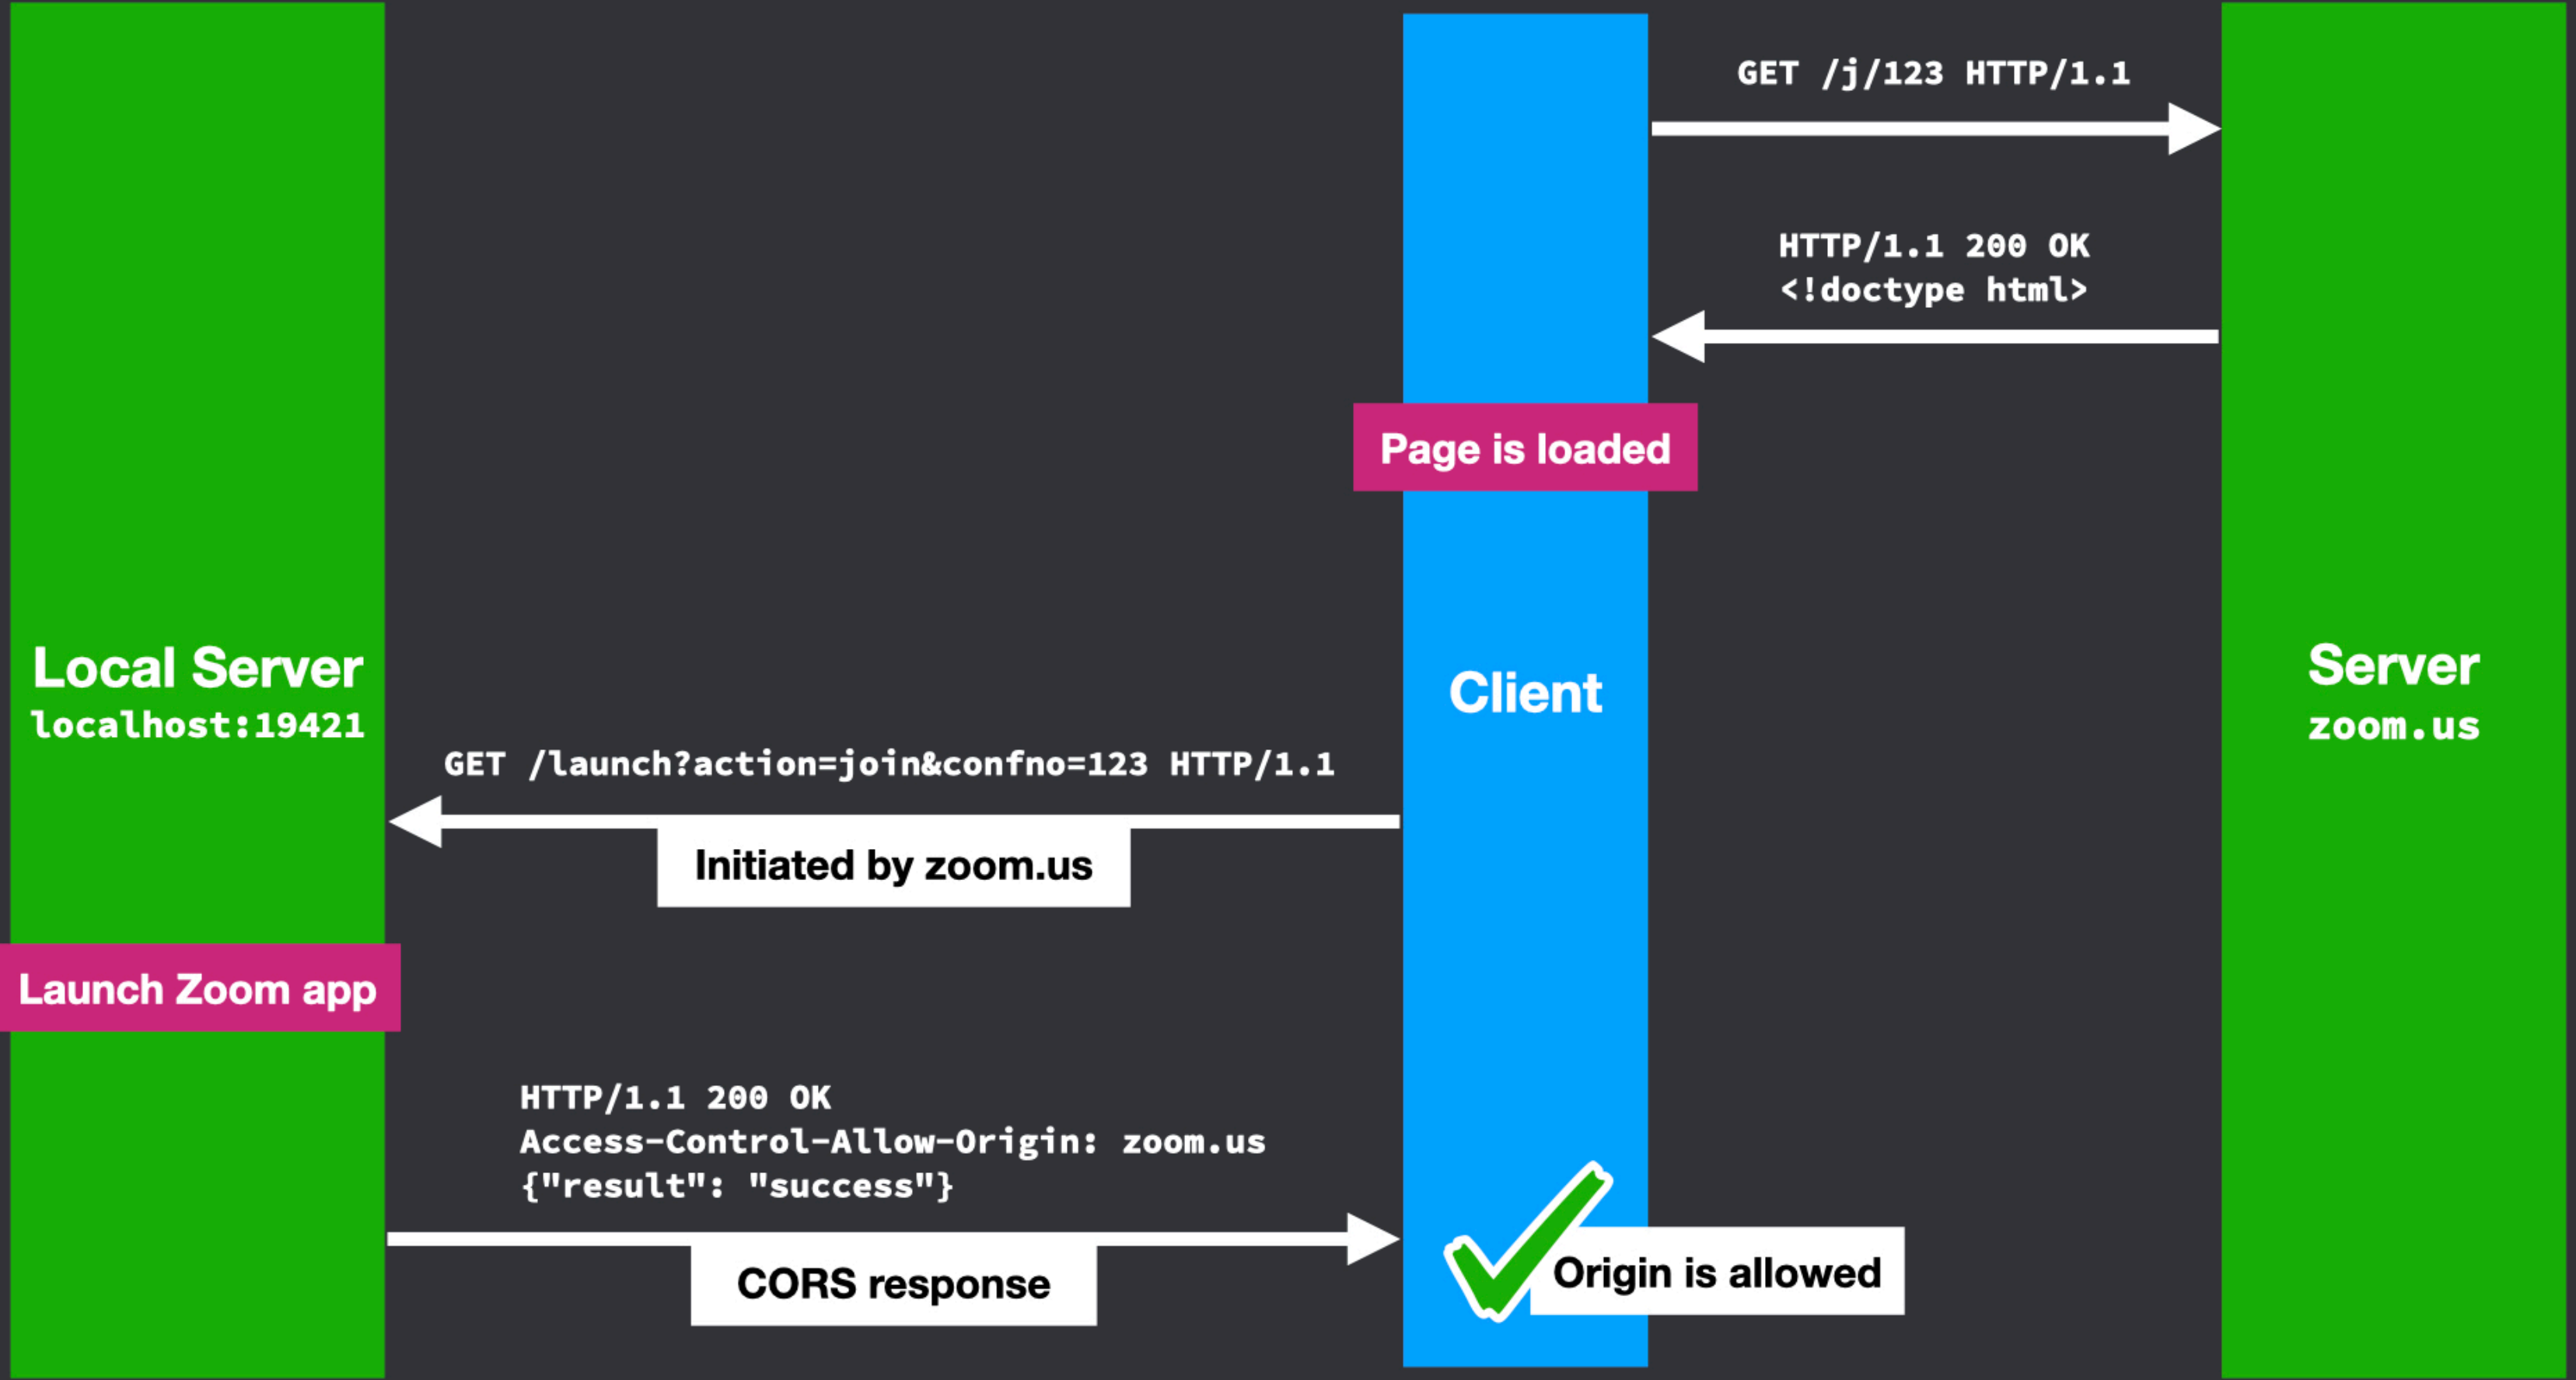 GET /j/123 HTTP/1.1
HTTP/1.1 200 OK
<!doctype html>
Page is loaded
Local Server
localhost:19421
Client
Server
zoom.us
GET /launch?action=join&confno=123 HTTP/1.1
Initiated by zoom.us
Launch Zoom app
HTTP/1.1 200 OK
Access-Control-Allow-Origin: zoom.us
{"result": "success"}
CORS response
Origin is allowed